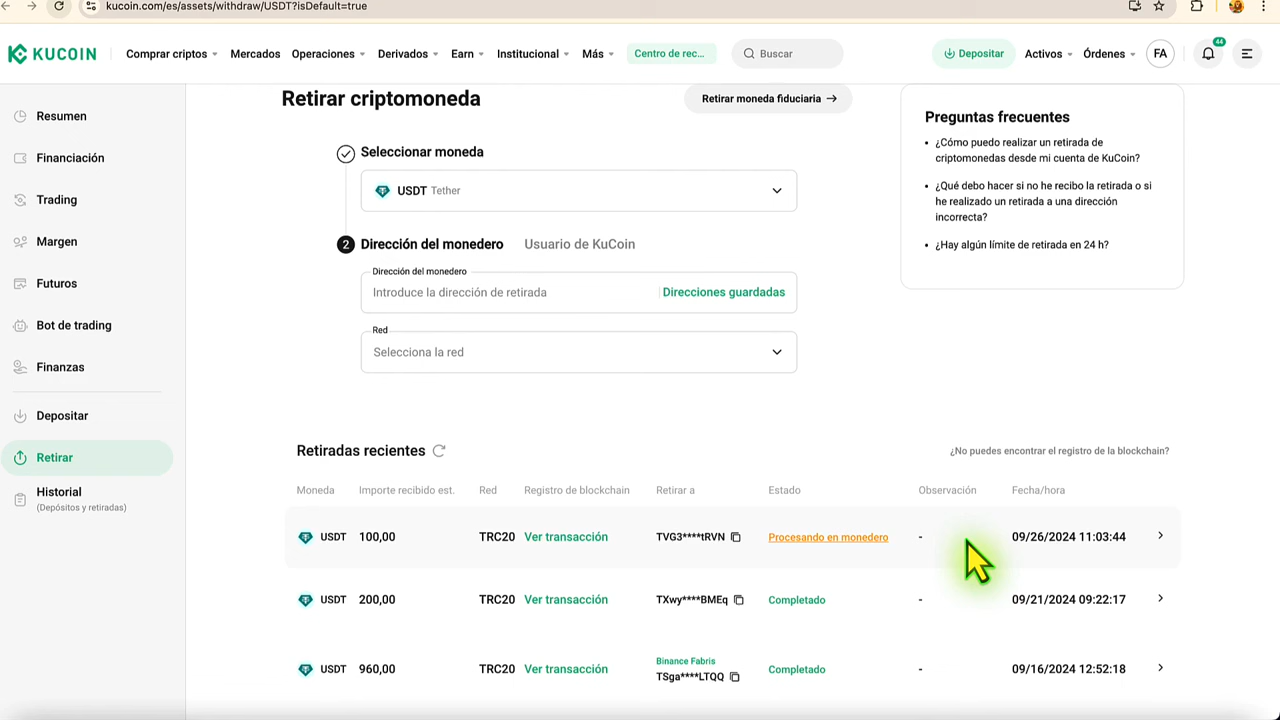 kucoin.com/es/assets/withdraw/USDT?isDefault=true
KUCOIN
Comprar criptos
Mercados
Operaciones
Derivados
Earn
Institucional
Más
Centro de rec...
Buscar
Depositar
Activos
Órdenes
FA
44
Resumen
Financiación
Trading
Margen
Futuros
Bot de trading
Finanzas
Depositar
Retirar
Historial
(Depósitos y retiradas)
Retirar criptomoneda
Retirar moneda fiduciaria →
Seleccionar moneda
USDT Tether
2 Dirección del monedero Usuario de KuCoin
Dirección del monedero
Introduce la dirección de retirada Direcciones guardadas
Red
Selecciona la red
Preguntas frecuentes
• ¿Cómo puedo realizar un retirada de
criptomonedas desde mi cuenta de KuCoin?
• ¿Qué debo hacer si no he recibo la retirada o si
he realizado un retirada a una dirección
incorrecta?
• ¿Hay algún límite de retirada en 24 h?
Retiradas recientes
¿No puedes encontrar el registro de la blockchain?
Moneda Importe recibido est. Red Registro de blockchain Retirar a Estado Observación Fecha/hora
USDT 100,00 TRC20 Ver transacción TVG3****tRVN Procesando en monedero - 09/26/2024 11:03:44
USDT 200,00 TRC20 Ver transacción TXwy****BMEq Completado - 09/21/2024 09:22:17
Binance Fabris
USDT 960,00 TRC20 Ver transacción TSga****LTQQ Completado - 09/16/2024 12:52:18